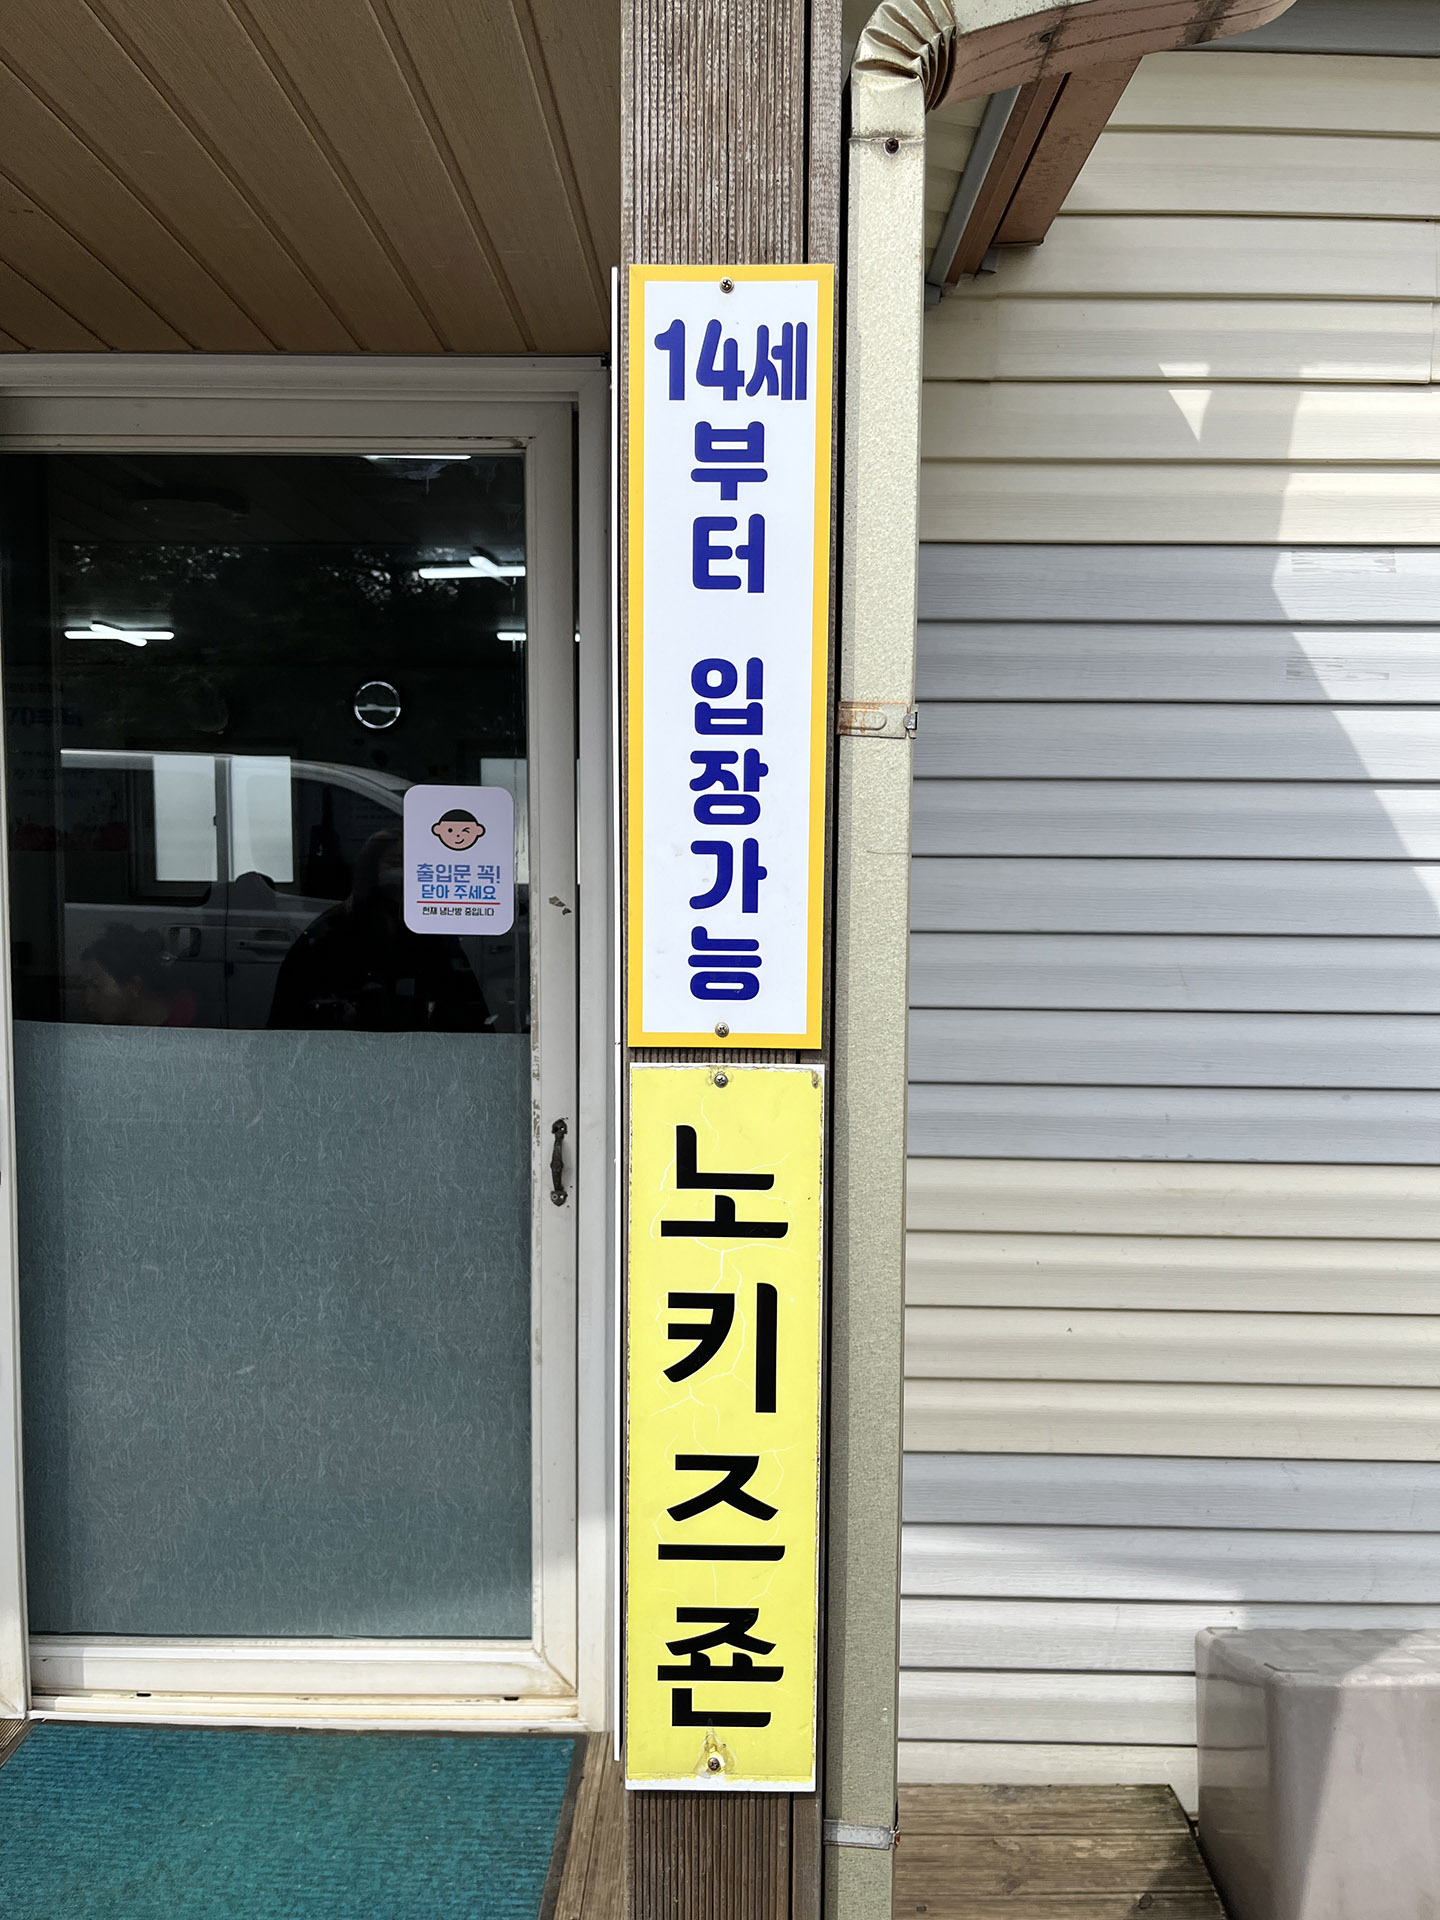 14세
부
터
입
장
가
능
노
키
즈
죤
출입문 꼭!
닫아 주세요
현재 냉난방 중입니다